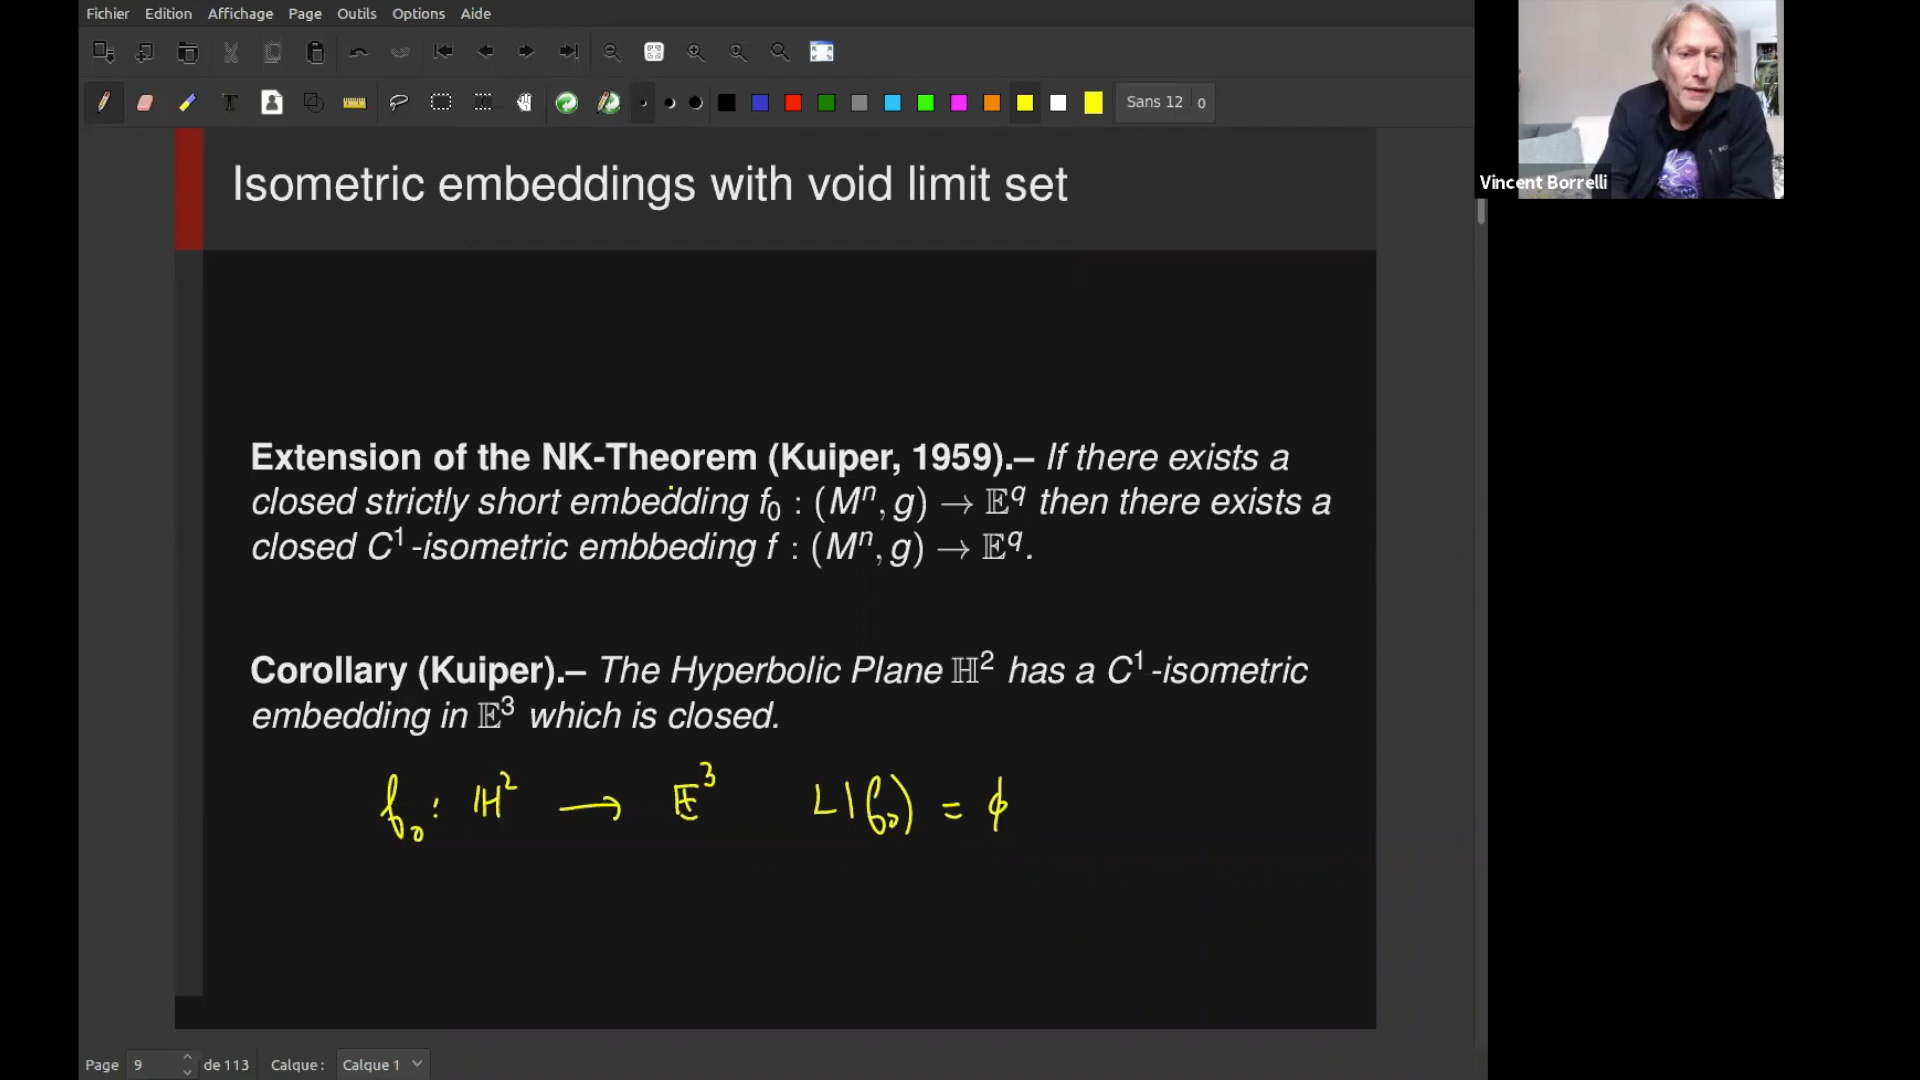 Fichier Edition Affichage Page Outils Options Aide
Sans 12 0
Vincent Borrelli
Isometric embeddings with void limit set
Extension of the NK-Theorem (Kuiper, 1959).– If there exists a
closed strictly short embedding f₀ : (Mⁿ, g) → 𝔼^q then there exists a
closed C¹-isometric embbeding f : (Mⁿ, g) → 𝔼^q.
Corollary (Kuiper).– The Hyperbolic Plane ℍ² has a C¹-isometric
embedding in 𝔼³ which is closed.
f₀ : ℍ² → 𝔼³ L(f₀) = ϕ
Page 9 de 113 Calque : Calque 1